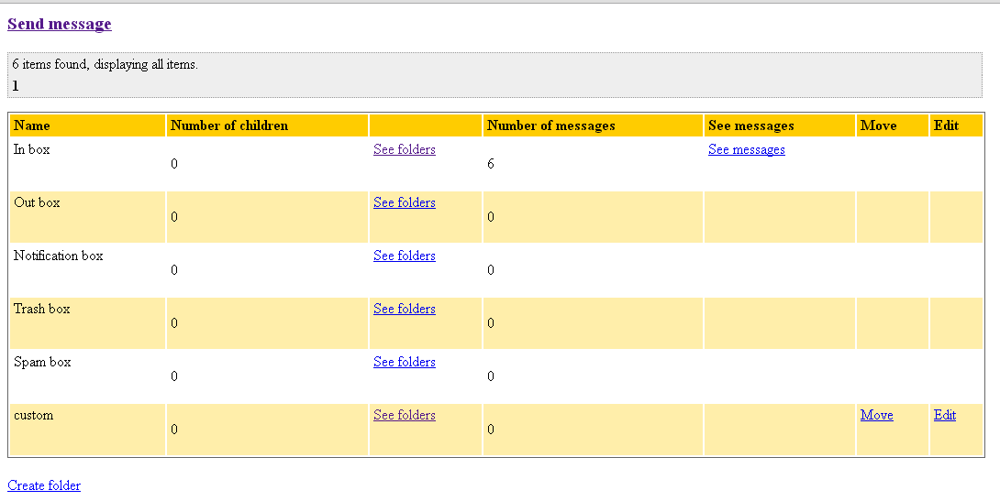 Send message
6 items found, displaying all items.
1
Name Number of children Number of messages See messages Move Edit
In box 0 See folders 6 See messages
Out box 0 See folders 0
Notification box 0 See folders 0
Trash box 0 See folders 0
Spam box 0 See folders 0
custom 0 See folders 0 Move Edit
Create folder